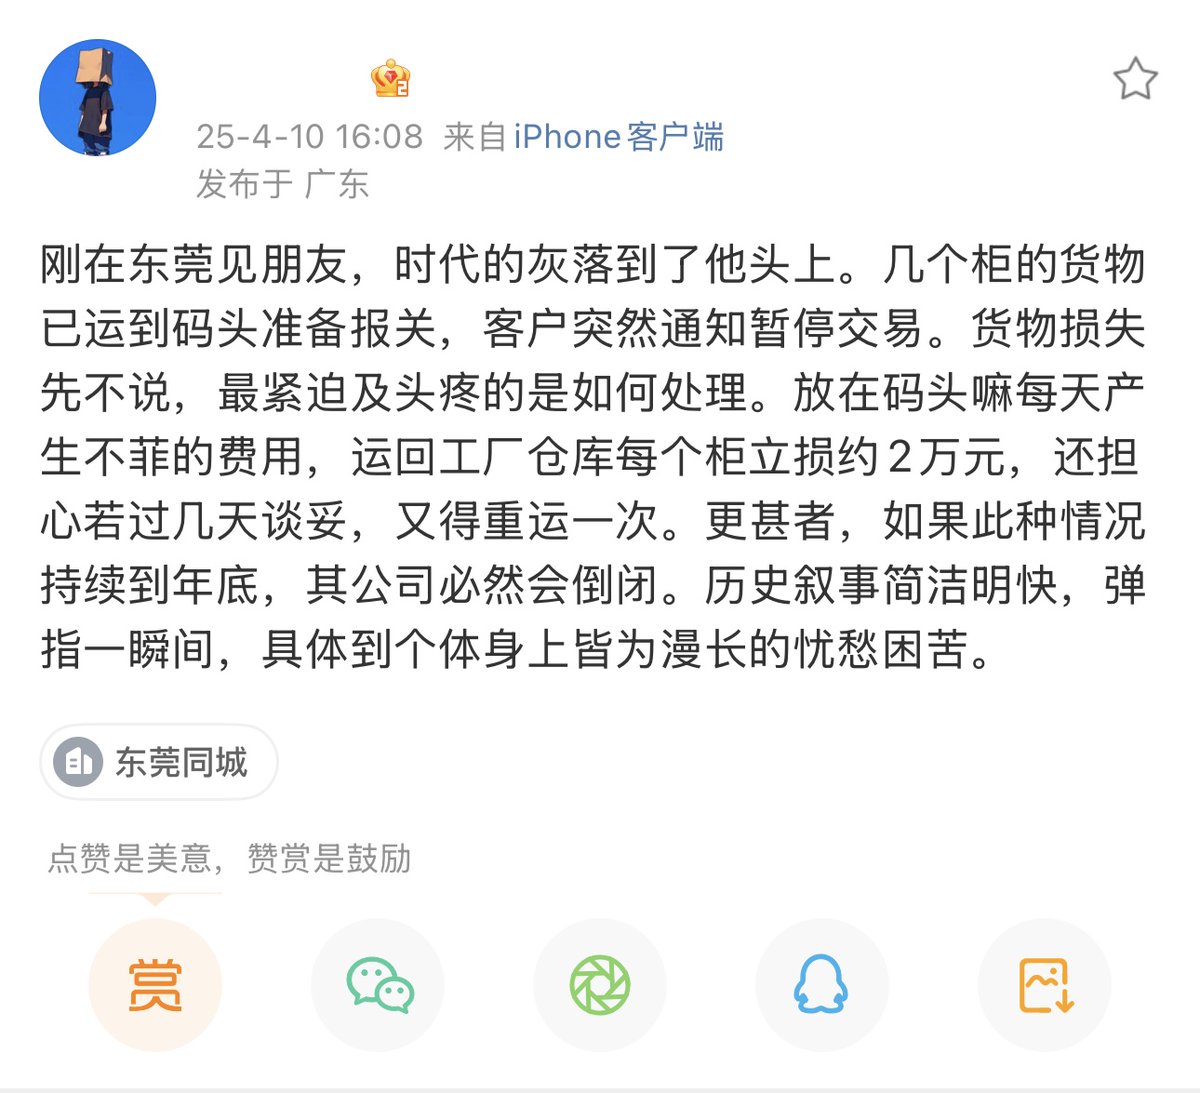 2
25-4-10 16:08 来自 iPhone客户端
发布于 广东
刚在东莞见朋友，时代的灰落到了他头上。几个柜的货物
已运到码头准备报关，客户突然通知暂停交易。货物损失
先不说，最紧迫及头疼的是如何处理。放在码头嘛每天产
生不菲的费用，运回工厂仓库每个柜立损约2万元，还担
心若过几天谈妥，又得重运一次。更甚者，如果此种情况
持续到年底，其公司必然会倒闭。历史叙事简洁明快，弹
指一瞬间，具体到个体身上皆为漫长的忧愁困苦。
东莞同城
点赞是美意，赞赏是鼓励
赏